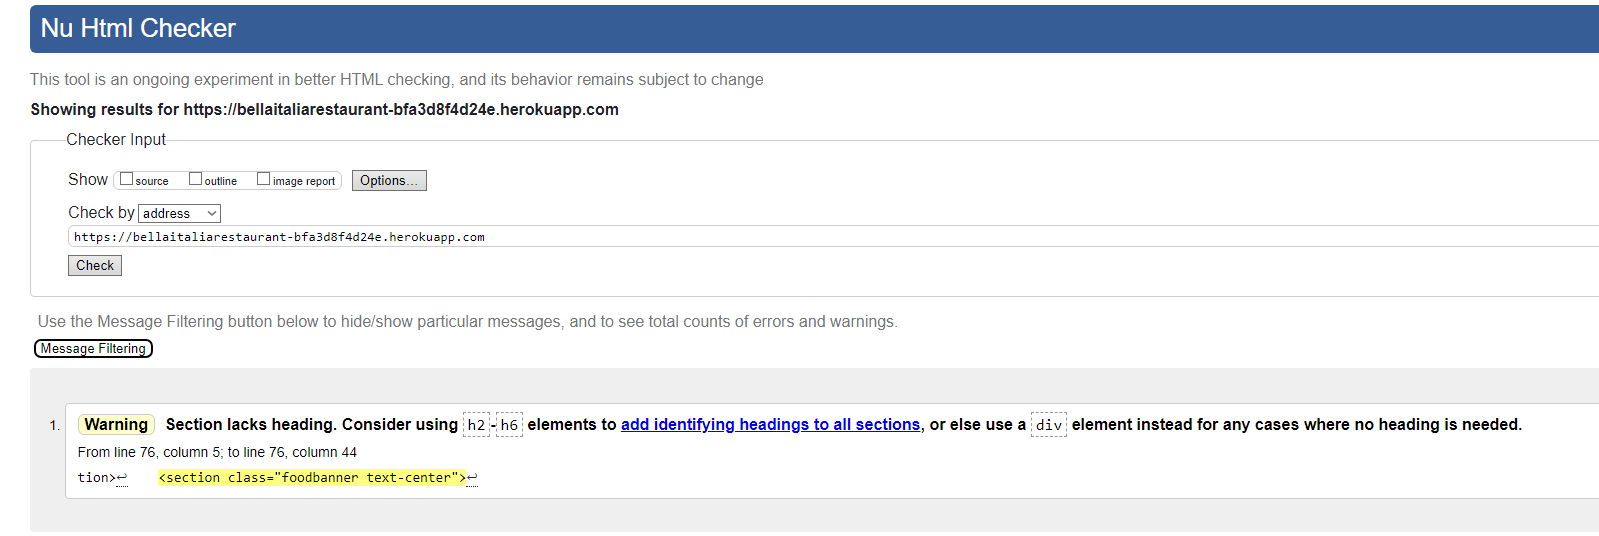 Nu Html Checker
This tool is an ongoing experiment in better HTML checking, and its behavior remains subject to change
Showing results for https://bellaitaliarestaurant-bfa3d8f4d24e.herokuapp.com
Checker Input
Show source outline image report Options...
Check by address
https://bellaitaliarestaurant-bfa3d8f4d24e.herokuapp.com
Check
Use the Message Filtering button below to hide/show particular messages, and to see total counts of errors and warnings.
Message Filtering
1. Warning Section lacks heading. Consider using h2-h6 elements to add identifying headings to all sections, or else use a div element instead for any cases where no heading is needed.
From line 76, column 5; to line 76, column 44
tion>↩ <section class="foodbanner text-center">↩